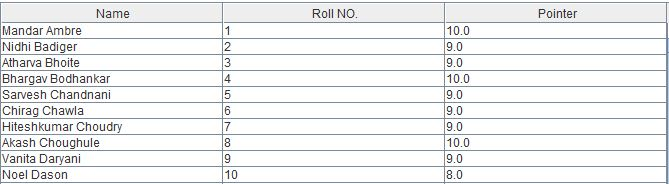 Name Roll NO. Pointer
Mandar Ambre 1 10.0
Nidhi Badiger 2 9.0
Atharva Bhoite 3 9.0
Bhargav Bodhankar 4 10.0
Sarvesh Chandnani 5 9.0
Chirag Chawla 6 9.0
Hiteshkumar Choudry 7 9.0
Akash Choughule 8 10.0
Vanita Daryani 9 9.0
Noel Dason 10 8.0